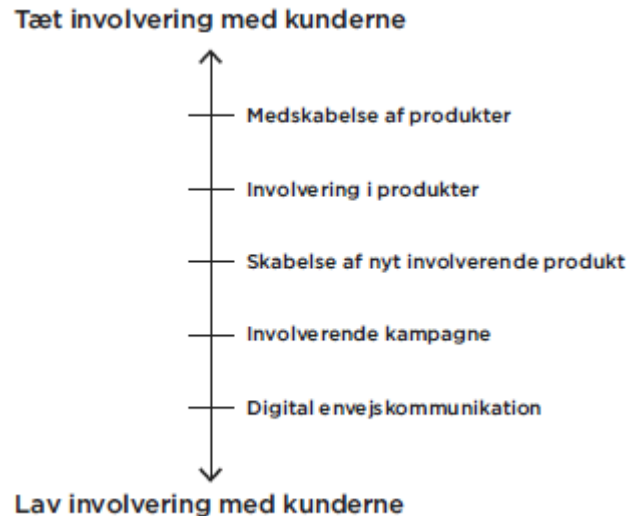 Tæt involvering med kunderne
Medskabelse af produkter
Involvering i produkter
Skabelse af nyt involverende produkt
Involverende kampagne
Digital envejskommunikation
Lav involvering med kunderne